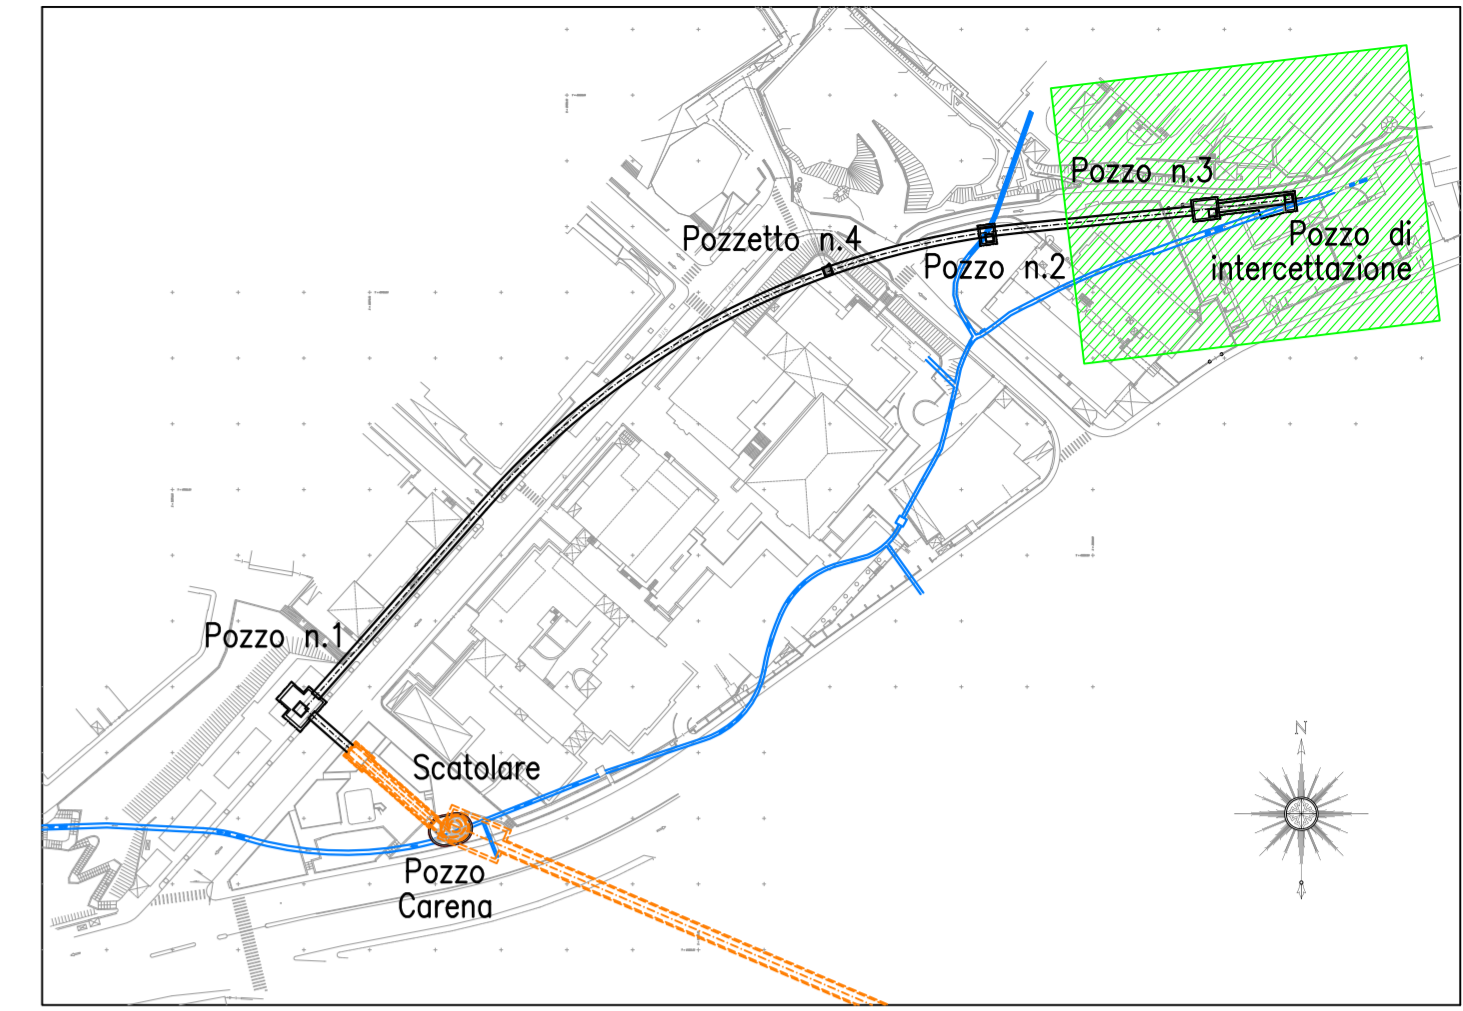 Pozzo n.3
Pozzetto n.4
Pozzo di
intercettazione
Pozzo n.2
Pozzo n.1
N
Scatolare
Pozzo
Carena